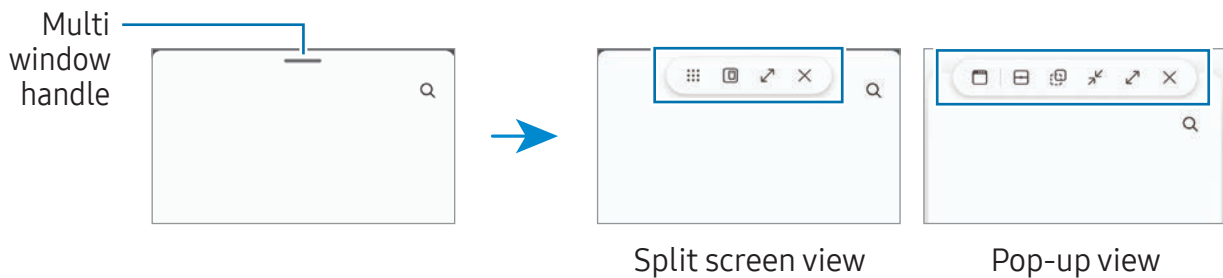 Multi
window
handle
Split screen view
Pop-up view